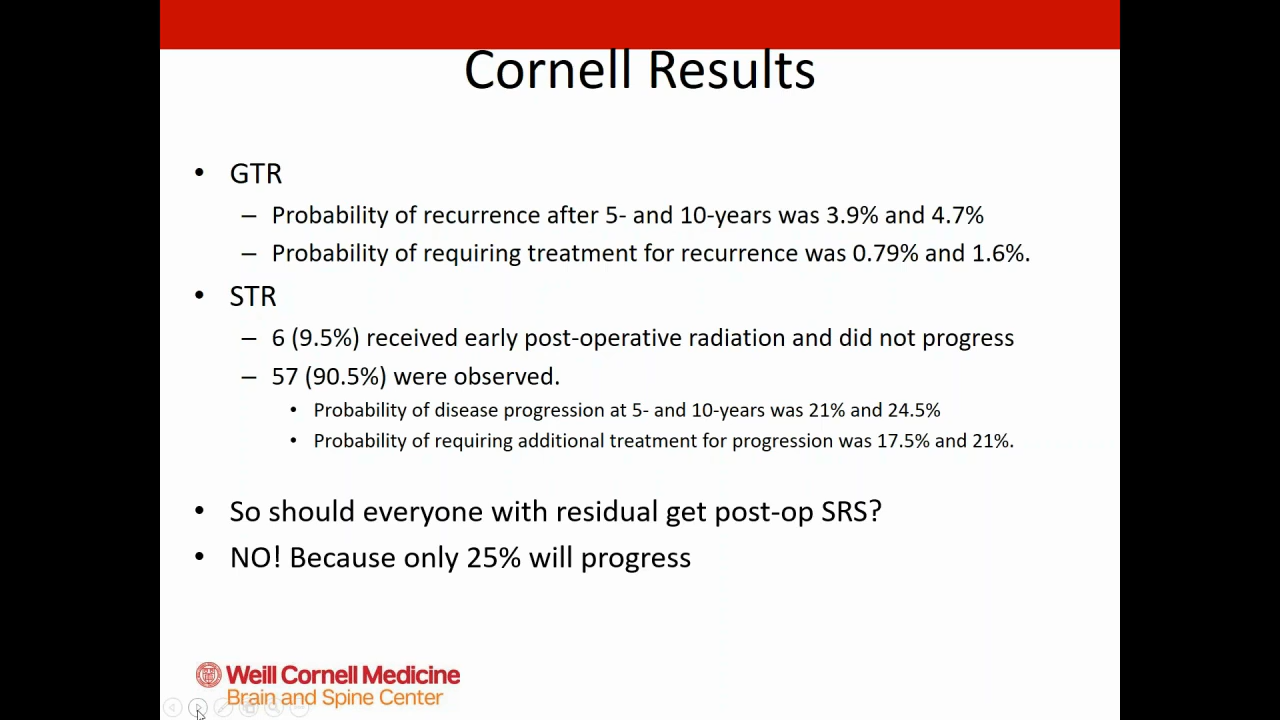 Cornell Results
• GTR
– Probability of recurrence after 5- and 10-years was 3.9% and 4.7%
– Probability of requiring treatment for recurrence was 0.79% and 1.6%.
• STR
– 6 (9.5%) received early post-operative radiation and did not progress
– 57 (90.5%) were observed.
• Probability of disease progression at 5- and 10-years was 21% and 24.5%
• Probability of requiring additional treatment for progression was 17.5% and 21%.
• So should everyone with residual get post-op SRS?
• NO! Because only 25% will progress
Weill Cornell Medicine
Brain and Spine Center